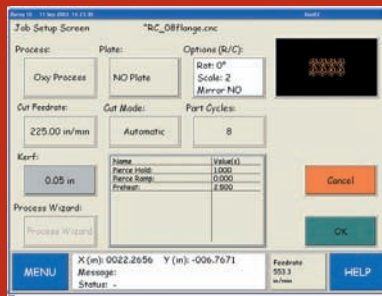 11 Sep 2003
Job Setup Screen "RC_08flange.cnc
Process: Plate: Options (R/C):
Oxy Process NO Plate Rot: 0°
Scale: 2
Mirror NO
Cut Feedrate: Cut Mode: Part Cycles:
225.00 in/min Automatic 8
Kerf:
0.05 in
Name Value(s)
Pierce Hold: 1.000
Pierce Ramp: 0.000
Preheat: 2.500
Cancel
Process Wizard:
Process Wizard
OK
MENU X (in): 0022.2656 Y (in): -006.7671
Message:
Status: -
Feedrate
553.3
in/min
HELP